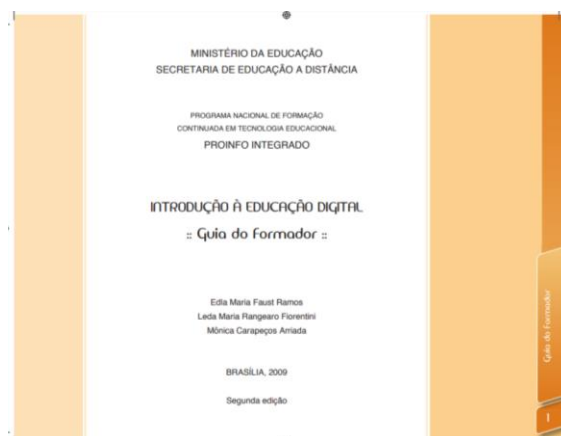 MINISTÉRIO DA EDUCAÇÃO
SECRETARIA DE EDUCAÇÃO A DISTÂNCIA
PROGRAMA NACIONAL DE FORMAÇÃO
CONTINUADA EM TECNOLOGIA EDUCACIONAL
PROINFO INTEGRADO
INTRODUÇÃO À EDUCAÇÃO DIGITAL
:: Guia do Formador ::
Edla Maria Faust Ramos
Leda Maria Rangearo Fiorentini
Mônica Carapeços Arriada
BRASÍLIA, 2009
Segunda edição
Guia do Formador
1